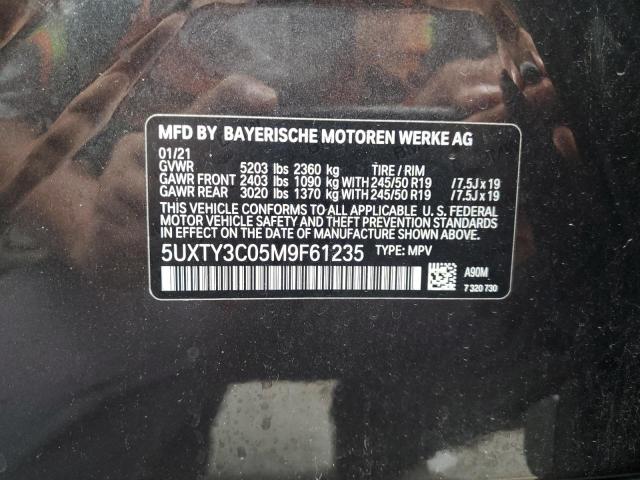 MFD BY BAYERISCHE MOTOREN WERKE AG
01/21
GVWR 5203 lbs 2360 kg TIRE / RIM
GAWR FRONT 2403 lbs 1090 kg WITH 245/50 R19 / 7.5J x 19
GAWR REAR 3020 lbs 1370 kg WITH 245/50 R19 / 7.5J x 19
THIS VEHICLE CONFORMS TO ALL APPLICABLE U. S. FEDERAL
MOTOR VEHICLE SAFETY AND THEFT PREVENTION STANDARDS
IN EFFECT ON THE DATE OF MANUFACTURE SHOWN ABOVE.
5UXTY3C05M9F61235 TYPE: MPV
A90M
7 320 730